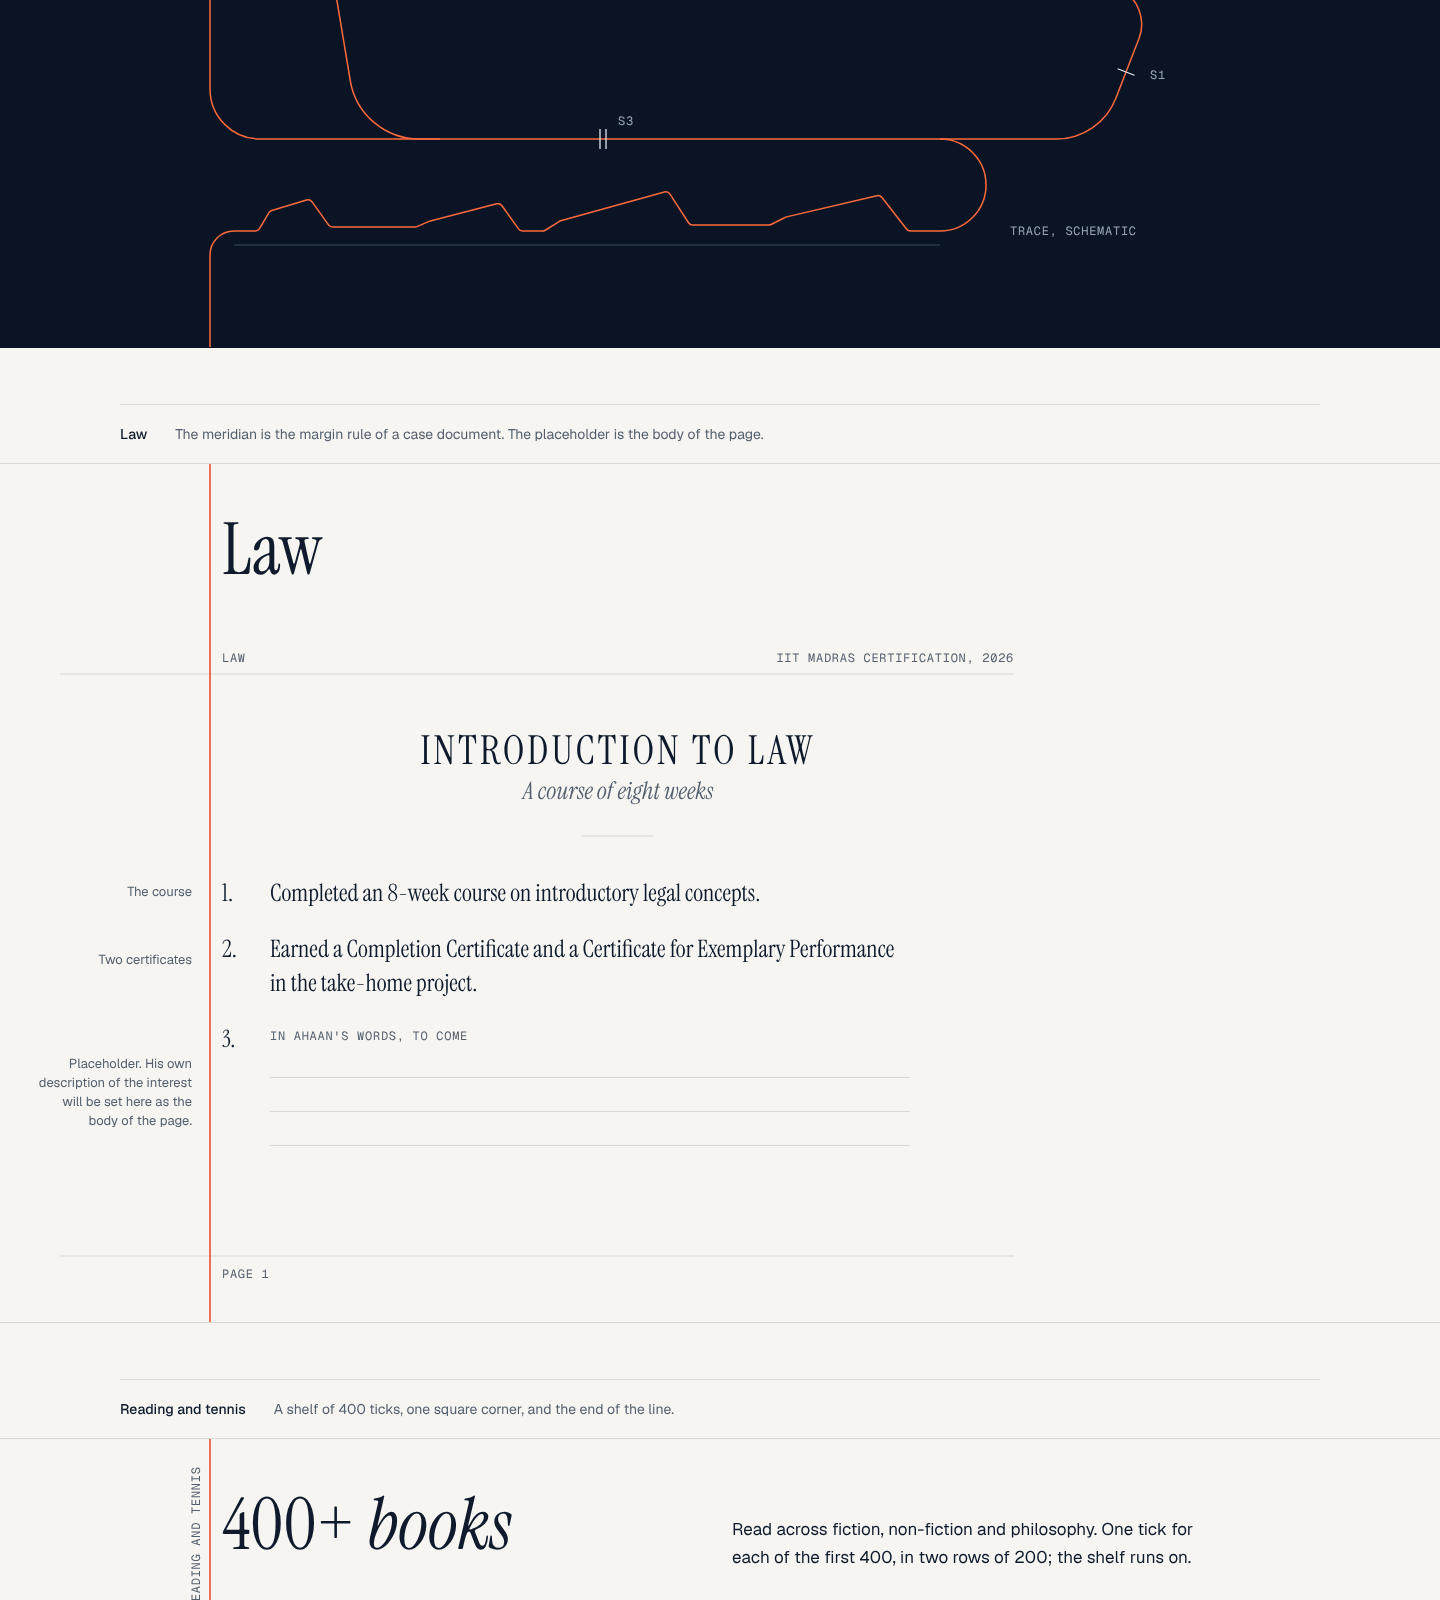 S1
S3
TRACE, SCHEMATIC
Law The meridian is the margin rule of a case document. The placeholder is the body of the page.
Law
LAW IIT MADRAS CERTIFICATION, 2026
INTRODUCTION TO LAW
A course of eight weeks
The course 1. Completed an 8-week course on introductory legal concepts.
Two certificates 2. Earned a Completion Certificate and a Certificate for Exemplary Performance
in the take-home project.
3. IN AHAAN'S WORDS, TO COME
Placeholder. His own
description of the interest
will be set here as the
body of the page.
PAGE 1
Reading and tennis A shelf of 400 ticks, one square corner, and the end of the line.
EADING AND TENNIS
400+ books
Read across fiction, non-fiction and philosophy. One tick for
each of the first 400, in two rows of 200; the shelf runs on.